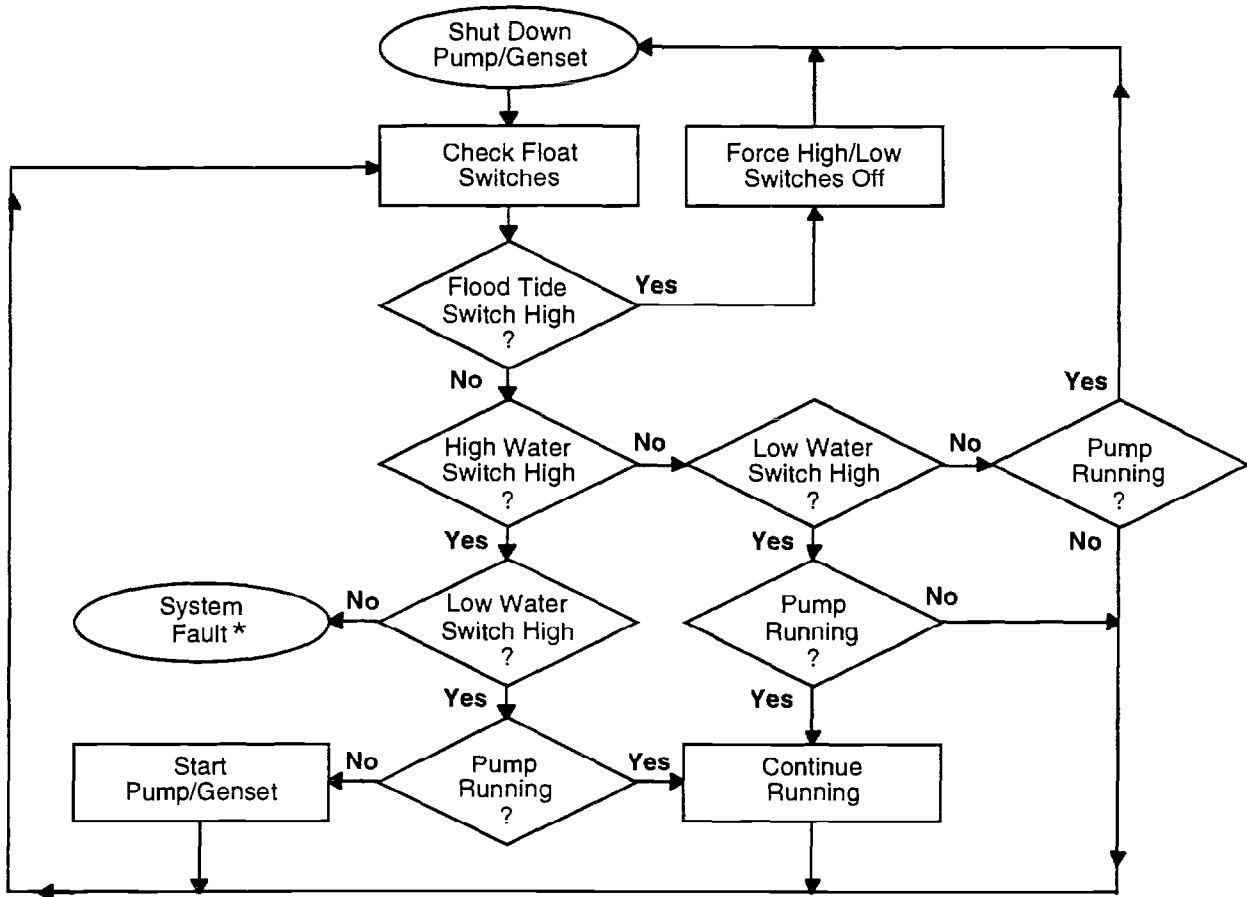 Shut Down
Pump/Genset
Check Float
Switches
Force High/Low
Switches Off
Flood Tide
Switch High
?
Yes
No
High Water
Switch High
?
No
Low Water
Switch High
?
No
Pump
Running
?
Yes
No
Yes
Yes
System
Fault *
No
Low Water
Switch High
?
Pump
Running
?
No
Yes
Yes
Start
Pump/Genset
No
Pump
Running
?
Yes
Continue
Running